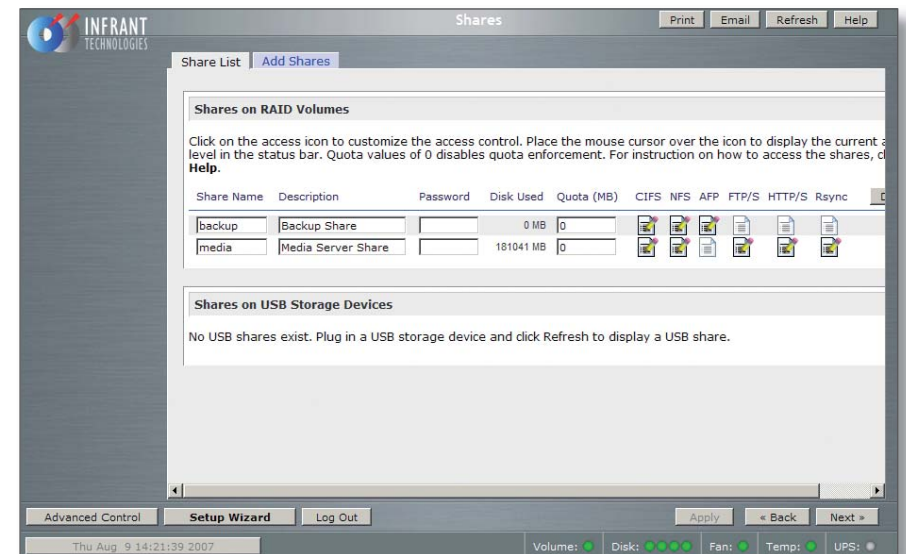 INFRANT
TECHNOLOGIES
Shares
Print Email Refresh Help
Share List Add Shares
Shares on RAID Volumes
Click on the access icon to customize the access control. Place the mouse cursor over the icon to display the current
level in the status bar. Quota values of 0 disables quota enforcement. For instruction on how to access the shares,
Help.
Share Name Description Password Disk Used Quota (MB) CIFS NFS AFP FTP/S HTTP/S Rsync
backup Backup Share 0 MB 0
media Media Server Share 181041 MB 0
Shares on USB Storage Devices
No USB shares exist. Plug in a USB storage device and click Refresh to display a USB share.
Advanced Control Setup Wizard Log Out Apply « Back Next »
Thu Aug 9 14:21:39 2007 Volume: Disk: Fan: Temp: UPS: